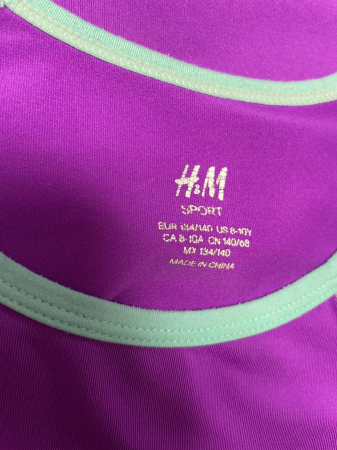 H&M
SPORT
EUR 134/140 US 8-10Y
CA 8-10A CN 140/68
MX 134/140
MADE IN CHINA